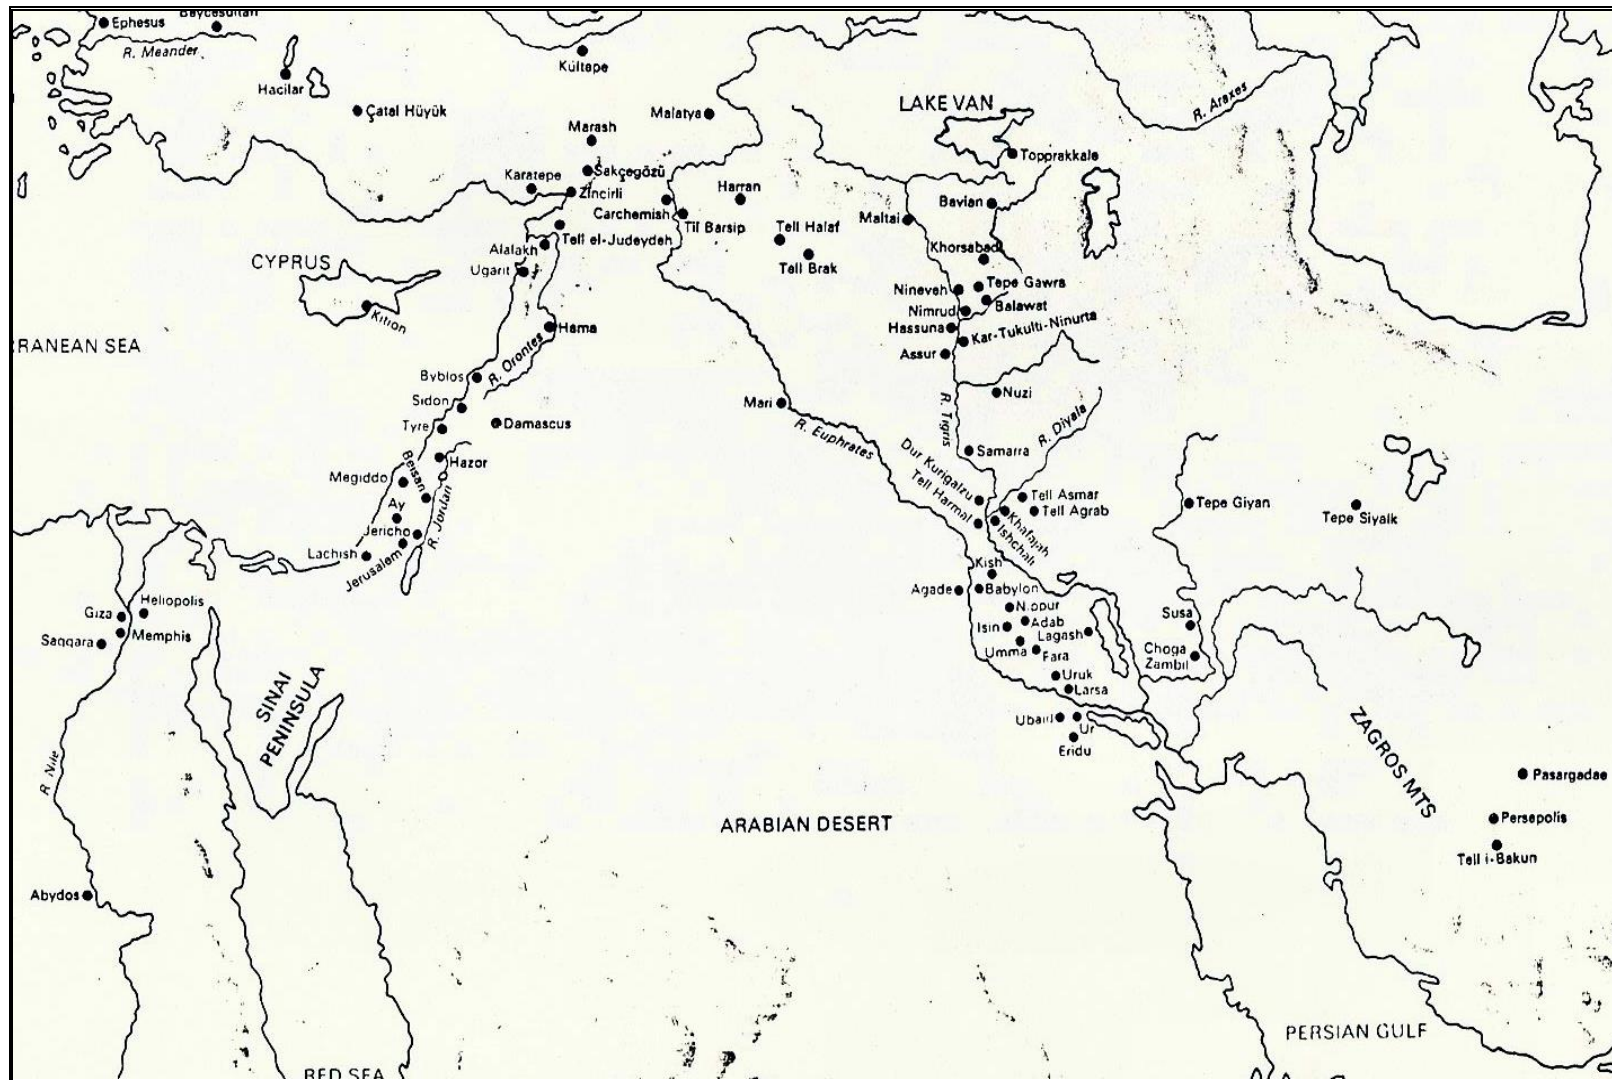 Ephesus
Beycesultan
R. Meander
Hacilar
Çatal Hüyük
Kültepe
Malatya
LAKE VAN
R. Araxes
Marash
Topprakkale
Sakçegözü
Karatepe
Zincirli
Harran
Bavian
Carchemish
Til Barsip
Maltai
Tell Halaf
Tell el-Judeydeh
Alalakh
Khorsabad
CYPRUS
Ugarit
Tell Brak
Tepe Gawra
Nineveh
Balawat
Nimrud
Kition
Hama
Hassuna
Kar-Tukulti-Ninurta
RRANEAN SEA
R. Orontes
Assur
Byblos
Nuzi
Sidon
Mari
R. Tigris
R. Diyala
Tyre
Damascus
R. Euphrates
Samarra
Hazor
Beisan
Megiddo
Dur Kurigalzu
Tell Harmal
Tell Asmar
Tell Agrab
Khafajah
Ishchali
Tepe Giyan
Tepe Siyalk
Ay
R. Jordan
Jericho
Lachish
Jerusalem
Kish
Agade
Babylon
Heliopolis
Giza
Nippur
Susa
Memphis
Isin
Adab
Saqqara
Lagash
Umma
Fara
Choga
Zambil
SINAI
PENINSULA
Uruk
Larsa
Ubaid
Ur
Eridu
ZAGROS MTS
R. Nile
Pasargadae
ARABIAN DESERT
Persepolis
Tell i-Bakun
Abydos
PERSIAN GULF
RED SEA